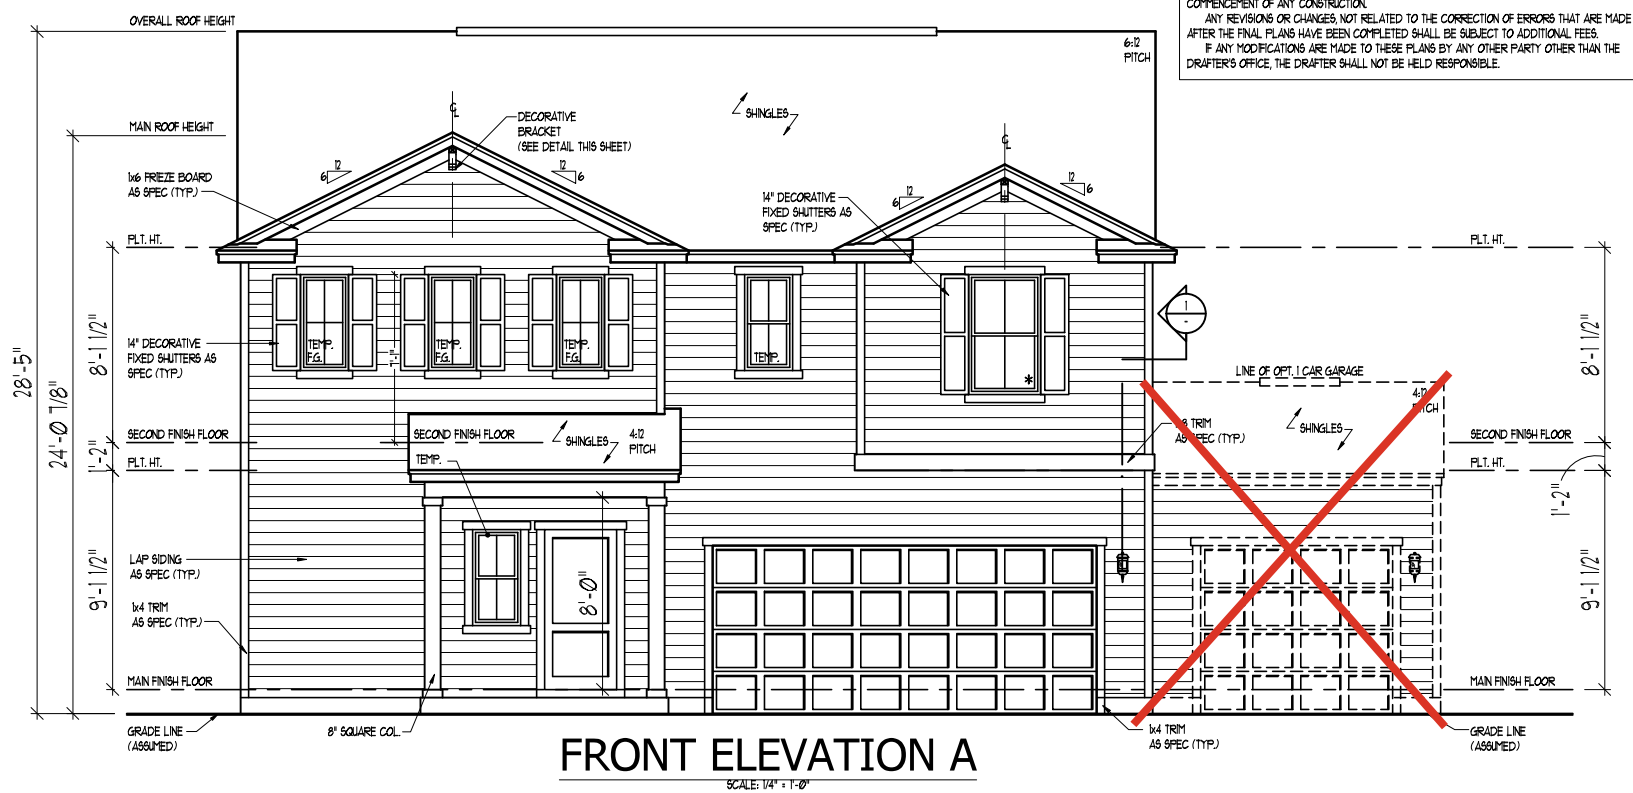 COMMENCEMENT OF ANY CONSTRUCTION.
ANY REVISIONS OR CHANGES, NOT RELATED TO THE CORRECTION OF ERRORS THAT ARE MADE
AFTER THE FINAL PLANS HAVE BEEN COMPLETED SHALL BE SUBJECT TO ADDITIONAL FEES.
IF ANY MODIFICATIONS ARE MADE TO THESE PLANS BY ANY OTHER PARTY OTHER THAN THE
DRAFTER'S OFFICE, THE DRAFTER SHALL NOT BE HELD RESPONSIBLE.
OVERALL ROOF HEIGHT
6:12
PITCH
SHINGLES
MAIN ROOF HEIGHT
CL
DECORATIVE
BRACKET
(SEE DETAIL THIS SHEET)
CL
1x6 FRIEZE BOARD
AS SPEC (TYP.)
12
6
12
6
14" DECORATIVE
FIXED SHUTTERS AS
SPEC (TYP.)
12
6
12
6
PLT. HT.
PLT. HT.
28'-5"
24'-0 7/8"
8'-1 1/2"
8'-1 1/2"
14" DECORATIVE
FIXED SHUTTERS AS
SPEC (TYP.)
TEMP.
F.G.
TEMP.
F.G.
TEMP.
F.G.
TEMP.
*
1
-
LINE OF OPT. 1 CAR GARAGE
4:12
PITCH
SHINGLES
SECOND FINISH FLOOR
SECOND FINISH FLOOR
SHINGLES
4:12
PITCH
TRIM
AS SPEC (TYP.)
SECOND FINISH FLOOR
1'-2"
PLT. HT.
TEMP.
PLT. HT.
1'-2"
9'-1 1/2"
LAP SIDING
AS SPEC (TYP.)
8'-0"
9'-1 1/2"
1x4 TRIM
AS SPEC (TYP.)
MAIN FINISH FLOOR
MAIN FINISH FLOOR
GRADE LINE
(ASSUMED)
8" SQUARE COL.
1x4 TRIM
AS SPEC (TYP.)
GRADE LINE
(ASSUMED)
FRONT ELEVATION A
SCALE: 1/4" = 1'-0"